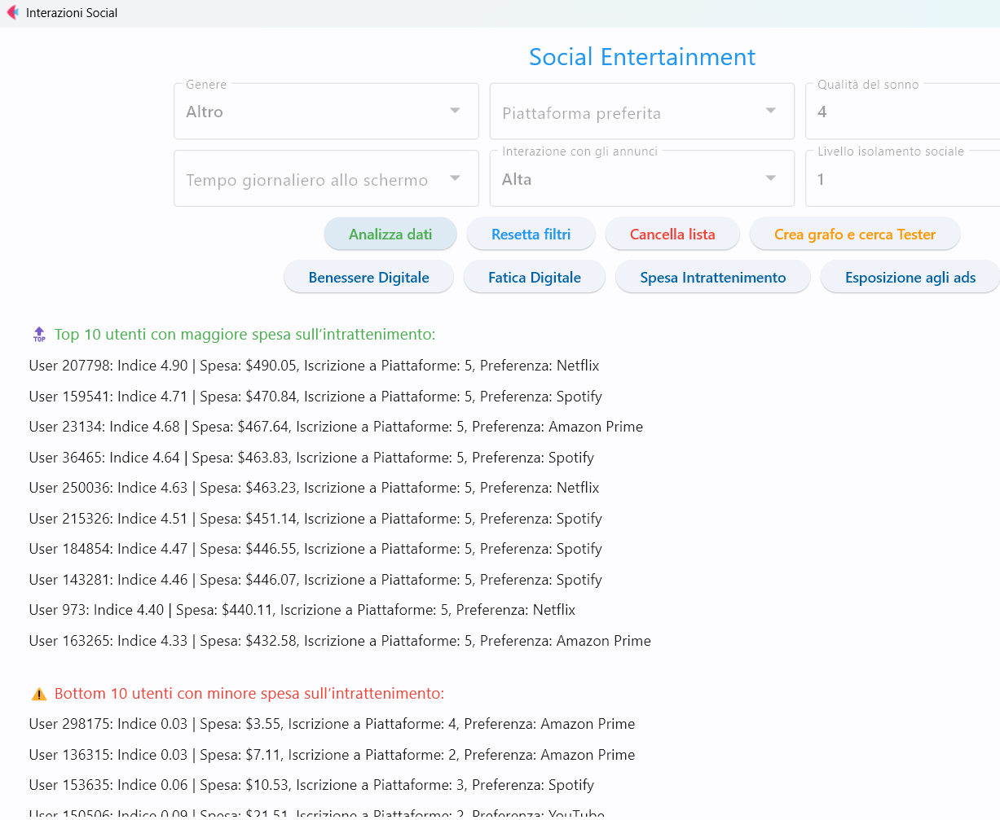 Interazioni Social
Social Entertainment
Genere
Altro
Piattaforma preferita
Qualità del sonno
4
Tempo giornaliero allo schermo
Interazione con gli annunci
Alta
Livello isolamento sociale
1
Analizza dati
Resetta filtri
Cancella lista
Crea grafo e cerca Tester
Benessere Digitale
Fatica Digitale
Spesa Intrattenimento
Esposizione agli ads
TOP Top 10 utenti con maggiore spesa sull'intrattenimento:
User 207798: Indice 4.90 | Spesa: $490.05, Iscrizione a Piattaforme: 5, Preferenza: Netflix
User 159541: Indice 4.71 | Spesa: $470.84, Iscrizione a Piattaforme: 5, Preferenza: Spotify
User 23134: Indice 4.68 | Spesa: $467.64, Iscrizione a Piattaforme: 5, Preferenza: Amazon Prime
User 36465: Indice 4.64 | Spesa: $463.83, Iscrizione a Piattaforme: 5, Preferenza: Spotify
User 250036: Indice 4.63 | Spesa: $463.23, Iscrizione a Piattaforme: 5, Preferenza: Netflix
User 215326: Indice 4.51 | Spesa: $451.14, Iscrizione a Piattaforme: 5, Preferenza: Spotify
User 184854: Indice 4.47 | Spesa: $446.55, Iscrizione a Piattaforme: 5, Preferenza: Spotify
User 143281: Indice 4.46 | Spesa: $446.07, Iscrizione a Piattaforme: 5, Preferenza: Spotify
User 973: Indice 4.40 | Spesa: $440.11, Iscrizione a Piattaforme: 5, Preferenza: Netflix
User 163265: Indice 4.33 | Spesa: $432.58, Iscrizione a Piattaforme: 5, Preferenza: Amazon Prime
Bottom 10 utenti con minore spesa sull'intrattenimento:
User 298175: Indice 0.03 | Spesa: $3.55, Iscrizione a Piattaforme: 4, Preferenza: Amazon Prime
User 136315: Indice 0.03 | Spesa: $7.11, Iscrizione a Piattaforme: 2, Preferenza: Amazon Prime
User 153635: Indice 0.06 | Spesa: $10.53, Iscrizione a Piattaforme: 3, Preferenza: Spotify
User 150506: Indice 0.09 | Spesa: $21.51, Iscrizione a Piattaforme: 2, Preferenza: YouTube